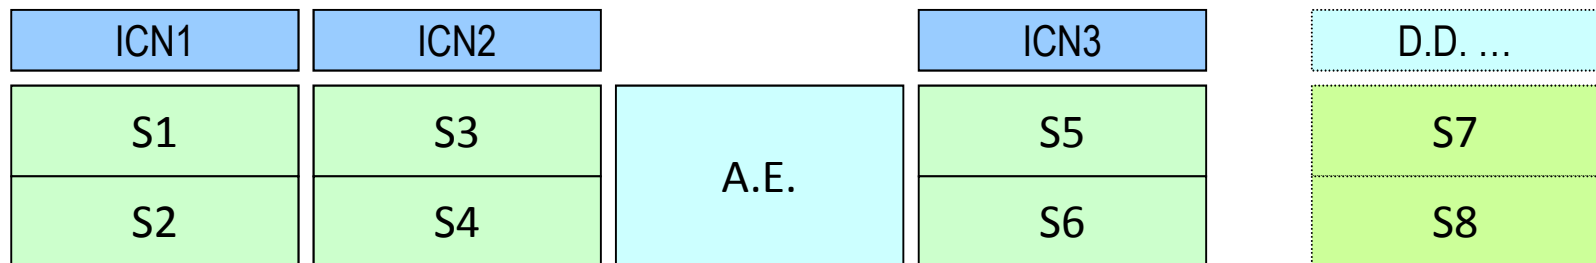 ICN1 ICN2 ICN3 D.D. ...
S1 S3 S5 S7
A.E.
S2 S4 S6 S8